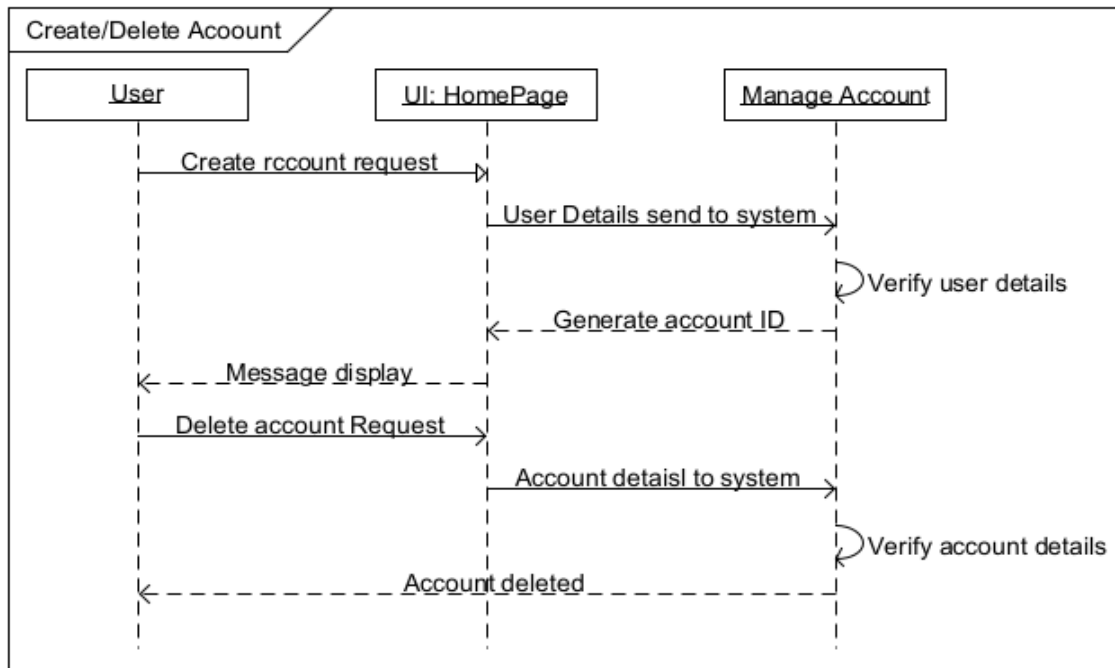 Create/Delete Acoount
User
UI: HomePage
Manage Account
Create rccount request
User Details send to system
Verify user details
Generate account ID
Message display
Delete account Request
Account detaisl to system
Verify account details
Account deleted